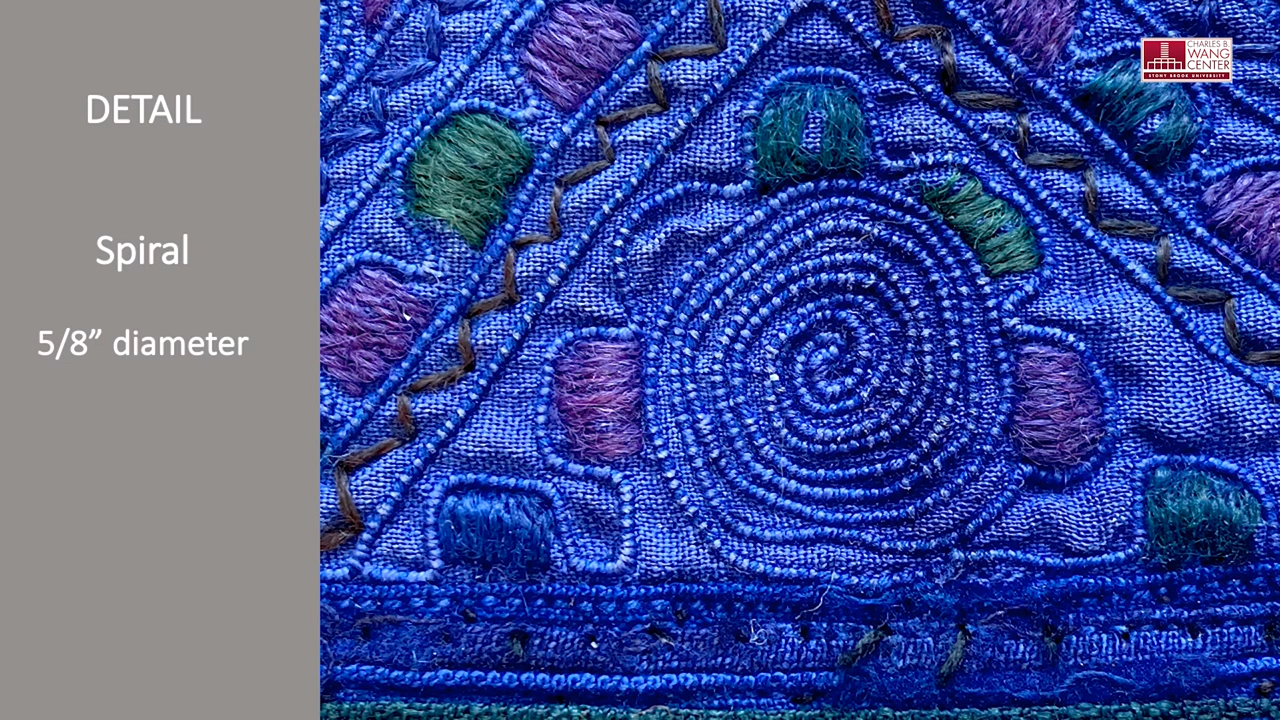 DETAIL
Spiral
5/8” diameter
CHARLES B.
WANG
CENTER
STONY BROOK UNIVERSITY